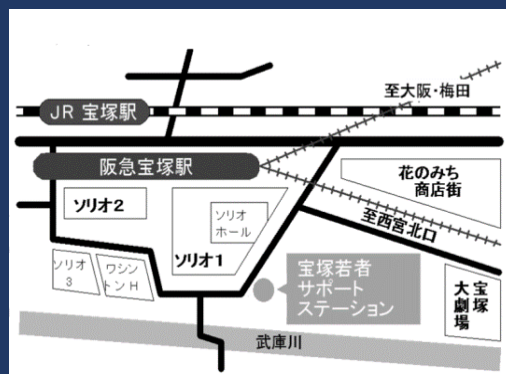 至大阪・梅田
JR 宝塚駅
阪急宝塚駅
花のみち
商店街
ソリオ2
ソリオ
ホール
至西宮北口
ソリオ1
ソリオ
3
ワシン
トンH
宝塚若者
サポート
ステーション
宝塚
大劇場
武庫川